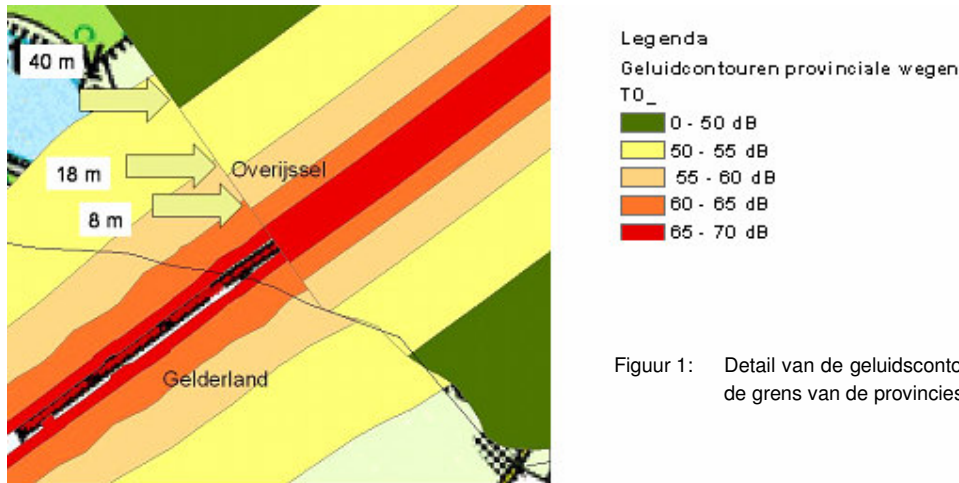 40 m
18 m
8 m
Overijssel
Gelderland
Legenda
Geluidcontouren provinciale wegen
T0_
0 - 50 dB
50 - 55 dB
55 - 60 dB
60 - 65 dB
65 - 70 dB
Figuur 1: Detail van de geluidsconto
de grens van de provincies